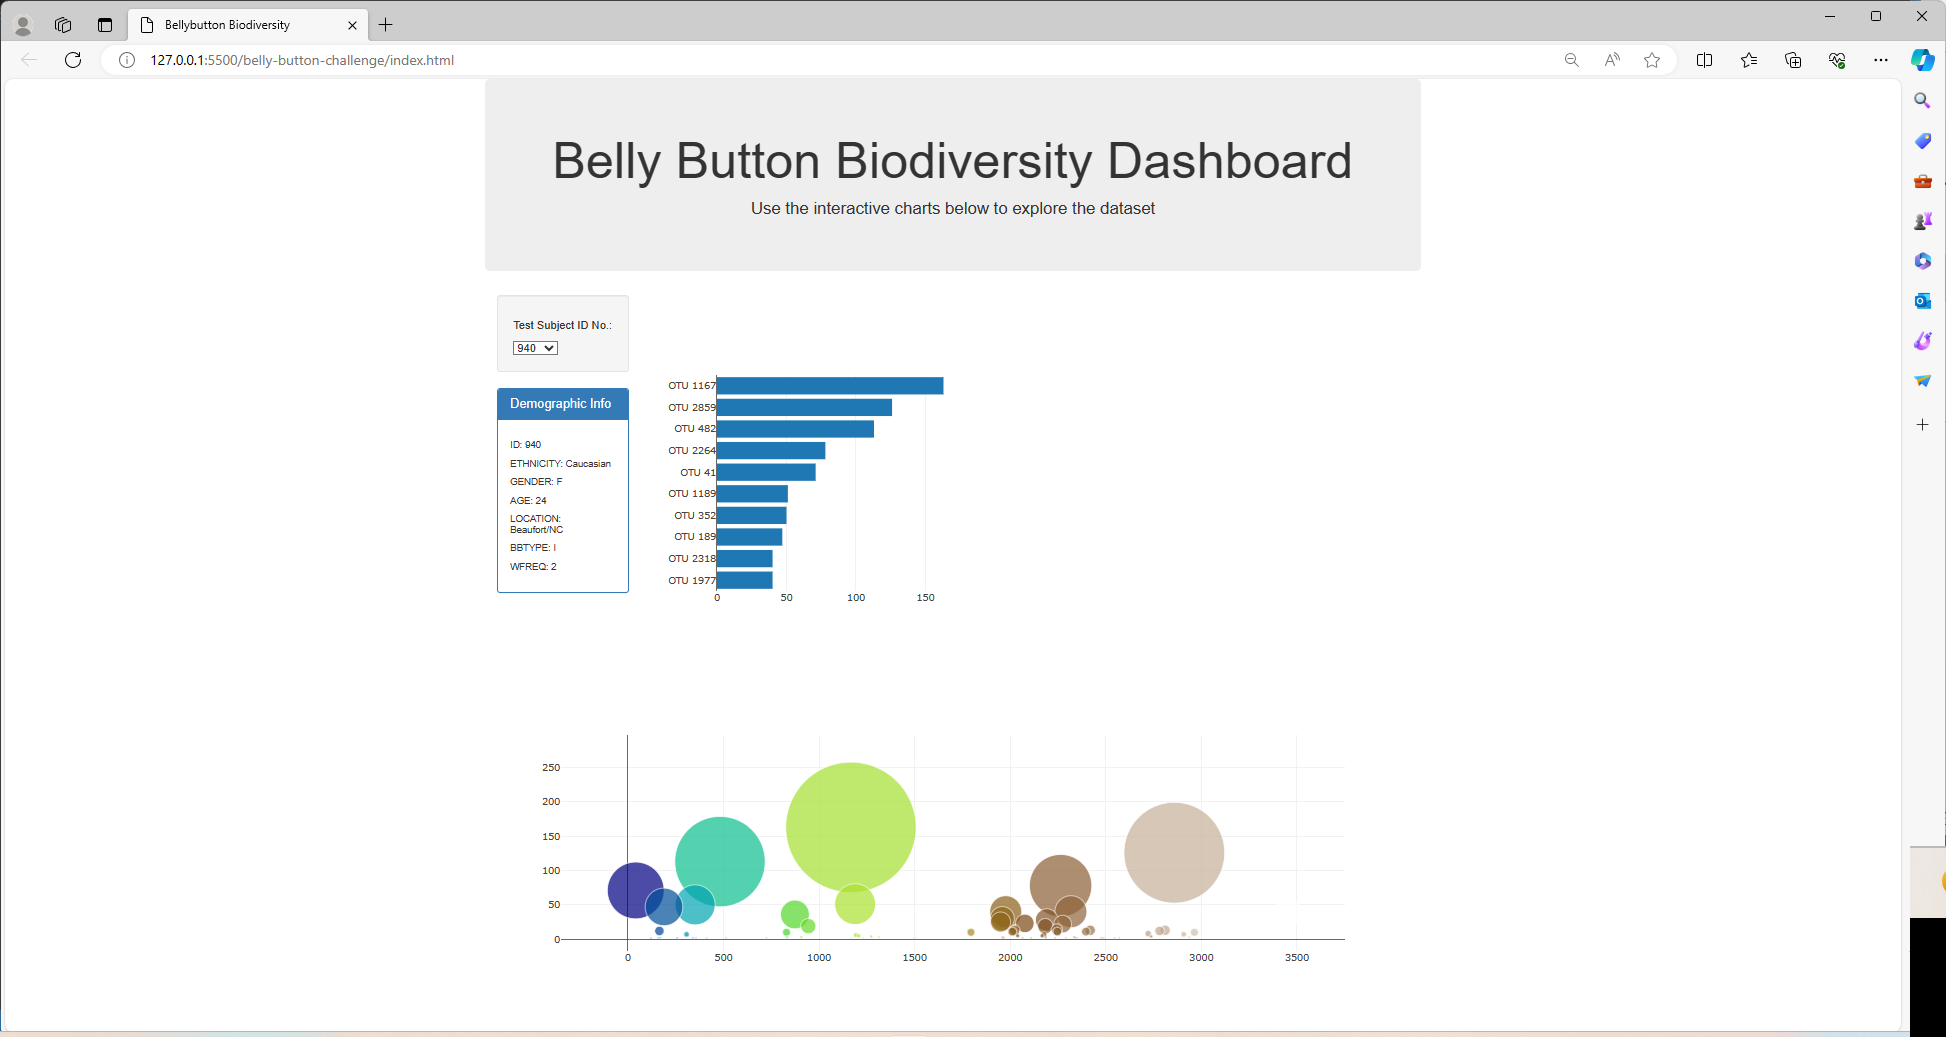 Bellybutton Biodiversity
127.0.0.1:5500/belly-button-challenge/index.html
Belly Button Biodiversity Dashboard
Use the interactive charts below to explore the dataset
Test Subject ID No.:
940
Demographic Info
ID: 940
ETHNICITY: Caucasian
GENDER: F
AGE: 24
LOCATION:
Beaufort/NC
BBTYPE: I
WFREQ: 2
OTU 1167
OTU 2859
OTU 482
OTU 2264
OTU 41
OTU 1189
OTU 352
OTU 189
OTU 2318
OTU 1977
0 50 100 150
250
200
150
100
50
0
0 500 1000 1500 2000 2500 3000 3500